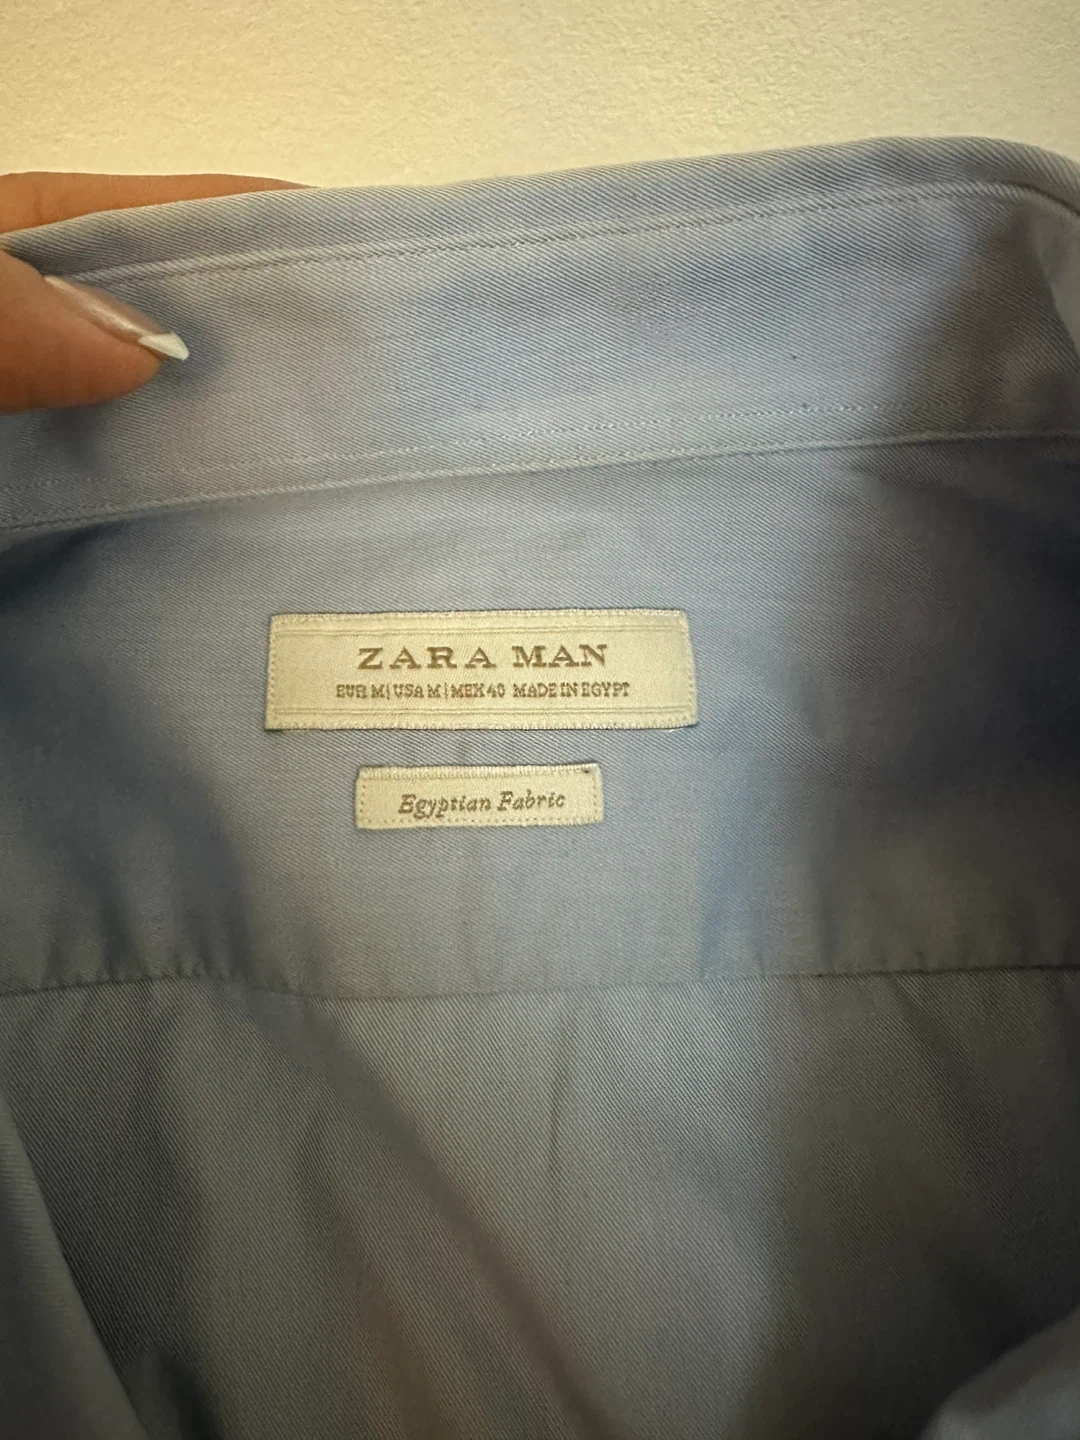 ZARA MAN
EUR M | USA M | MEX 40 MADE IN EGYPT
Egyptian Fabric